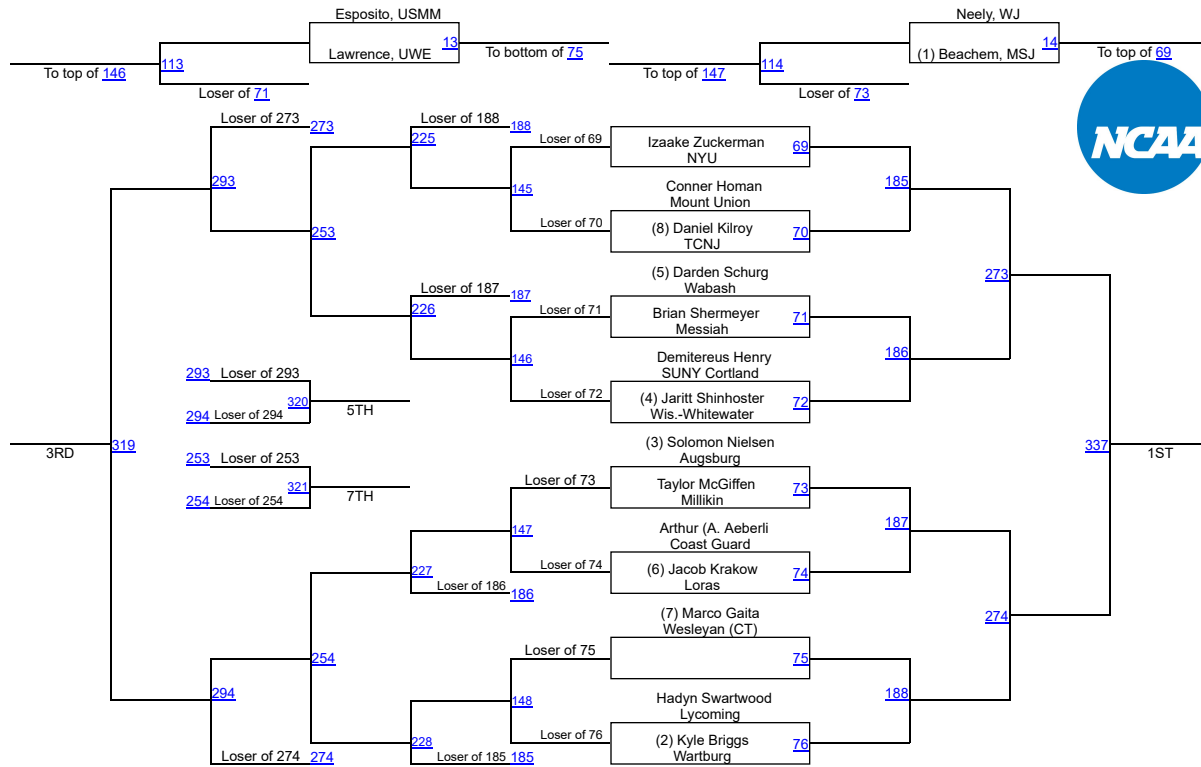 Esposito, USMM
Lawrence, UWE
13
To bottom of 75
113
To top of 146
Loser of 71
Neely, WJ
(1) Beachem, MSJ
14
To top of 69
114
To top of 147
Loser of 73
NCAA
Loser of 273
273
Loser of 188
188
225
Loser of 69
Izaake Zuckerman
NYU
69
293
145
Conner Homan
Mount Union
185
253
Loser of 70
(8) Daniel Kilroy
TCNJ
70
273
Loser of 187
187
226
Loser of 71
(5) Darden Schurg
Wabash
Brian Shermeyer
Messiah
71
146
Demitereus Henry
SUNY Cortland
186
293
Loser of 293
320
5TH
294
Loser of 294
Loser of 72
(4) Jaritt Shinhoster
Wis.-Whitewater
72
3RD
319
337
1ST
253
Loser of 253
321
7TH
254
Loser of 254
Loser of 73
(3) Solomon Nielsen
Augsburg
Taylor McGiffen
Millikin
73
147
Arthur (A. Aeberli
Coast Guard
187
227
Loser of 186
186
Loser of 74
(6) Jacob Krakow
Loras
74
274
254
Loser of 75
(7) Marco Gaita
Wesleyan (CT)
75
294
148
Hadyn Swartwood
Lycoming
188
Loser of 274
274
228
Loser of 185
185
Loser of 76
(2) Kyle Briggs
Wartburg
76